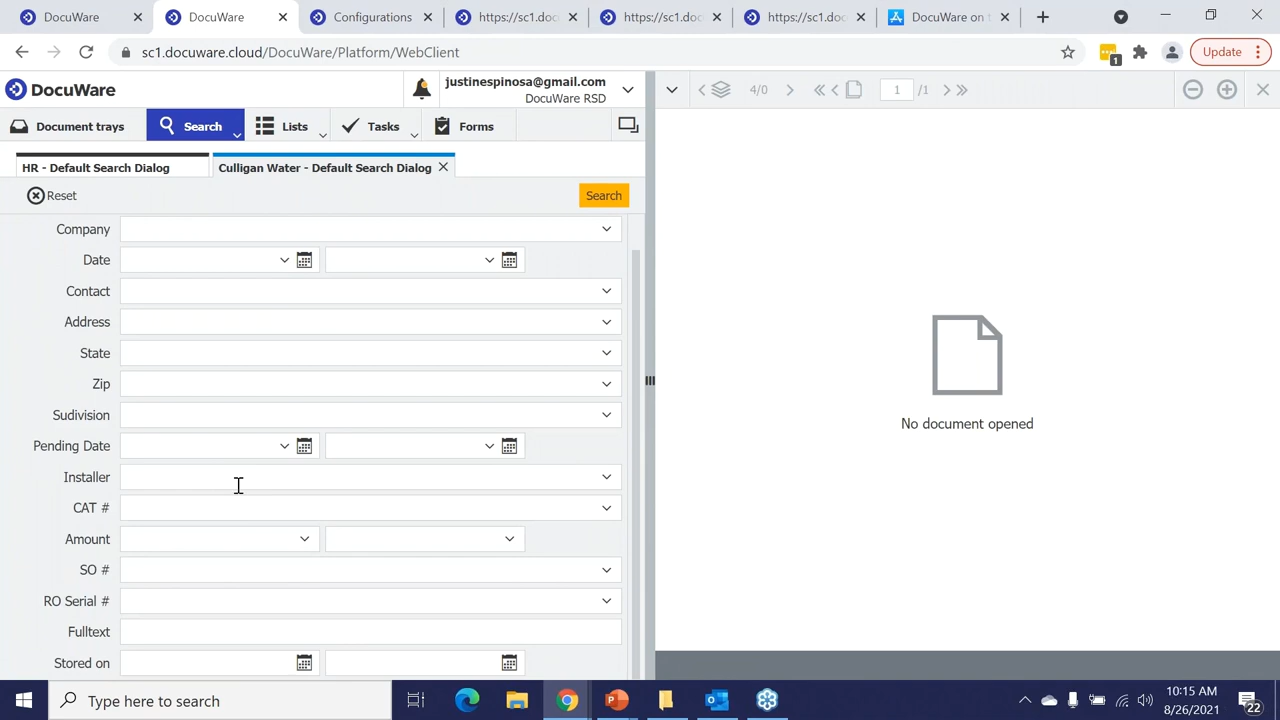 DocuWare
DocuWare
Configurations
https://sc1.doc
https://sc1.doc
https://sc1.doc
DocuWare on t
sc1.docuware.cloud/DocuWare/Platform/WebClient
1
Update
DocuWare
justinespinosa@gmail.com
DocuWare RSD
4/0
1
/1
Document trays
Search
Lists
Tasks
Forms
HR - Default Search Dialog
Culligan Water - Default Search Dialog
Reset
Search
Company
Date
Contact
Address
State
Zip
Sudivision
Pending Date
Installer
CAT #
Amount
SO #
RO Serial #
Fulltext
Stored on
No document opened
Type here to search
10:15 AM
8/26/2021
22